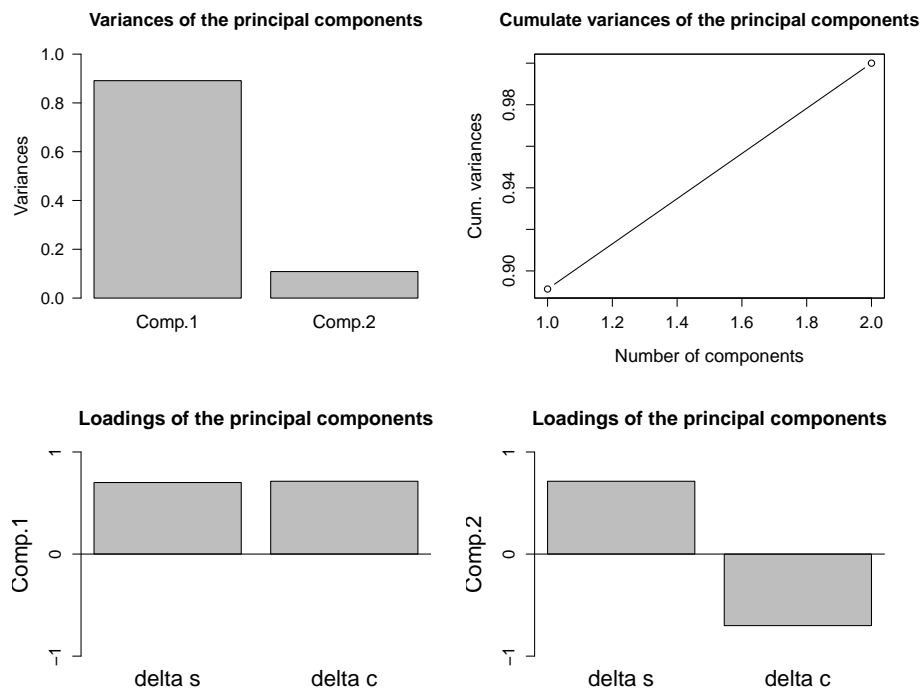 Variances of the principal components
1.0
0.8
0.6
0.4
0.2
0.0
Variances
Comp.1 Comp.2
Cumulate variances of the principal components
0.98
0.94
0.90
Cum. variances
1.0 1.2 1.4 1.6 1.8 2.0
Number of components
Loadings of the principal components
1
0
−1
Comp.1
delta s delta c
Loadings of the principal components
1
0
−1
Comp.2
delta s delta c